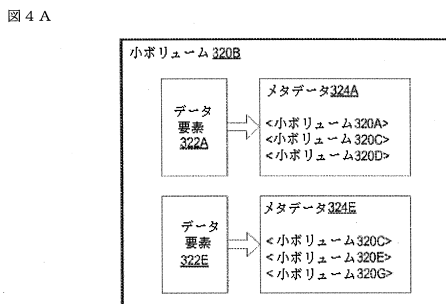 図４Ａ
小ボリューム320B
データ
要素
322A
メタデータ324A
<小ボリューム320A>
<小ボリューム320C>
<小ボリューム320D>
データ
要素
322E
メタデータ324E
<小ボリューム320C>
<小ボリューム320E>
<小ボリューム320G>